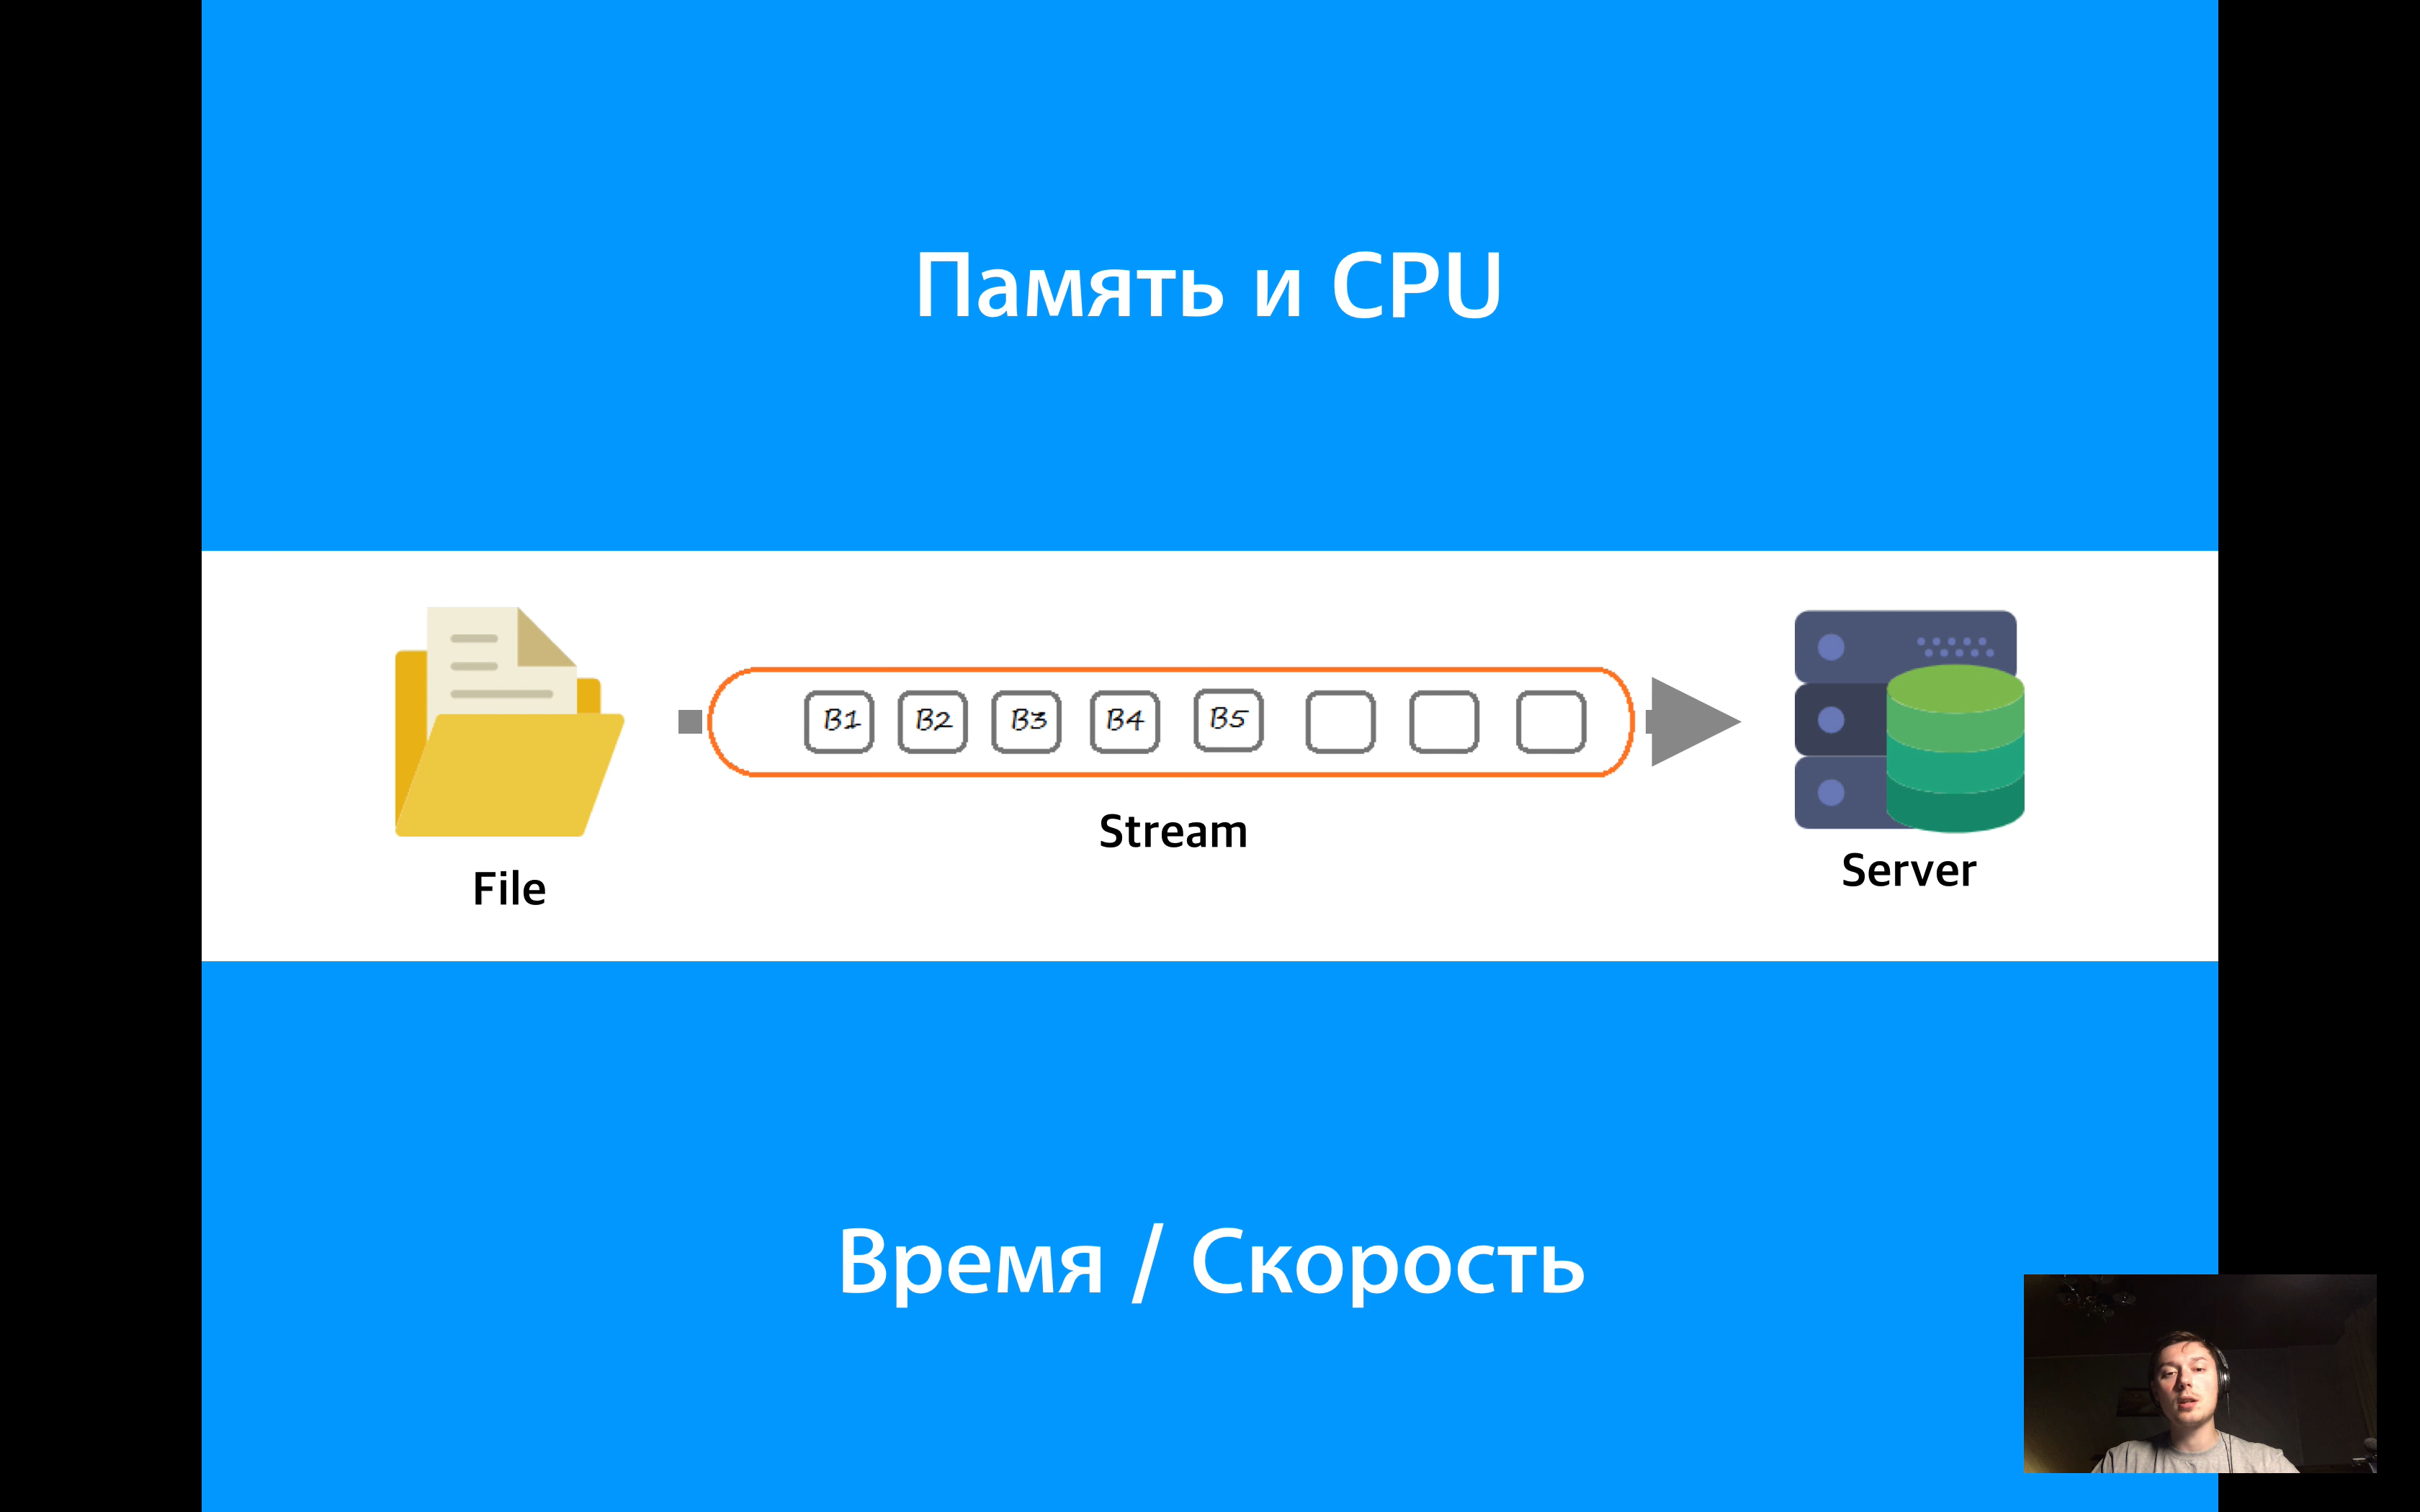 Память и CPU
B1 B2 B3 B4 B5
Stream
File
Server
Время / Скорость